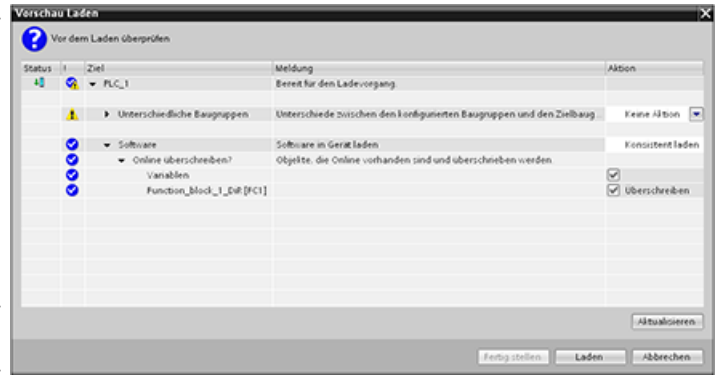 Vorschau Laden
Vor dem Laden überprüfen
Status ! Ziel Meldung Aktion
PLC_1 Bereit für den Ladevorgang.
Unterschiedliche Baugruppen Unterschiede zwischen den konfigurierten Baugruppen und den Zielbaug... Keine Aktion
Software Software in Gerät laden Konsistent laden
Online überschreiben? Objekte, die Online vorhanden sind und überschrieben werden.
Variablen
Function_block_1_DiR [FC1] Überschreiben
Aktualisieren
Fertig stellen Laden Abbrechen